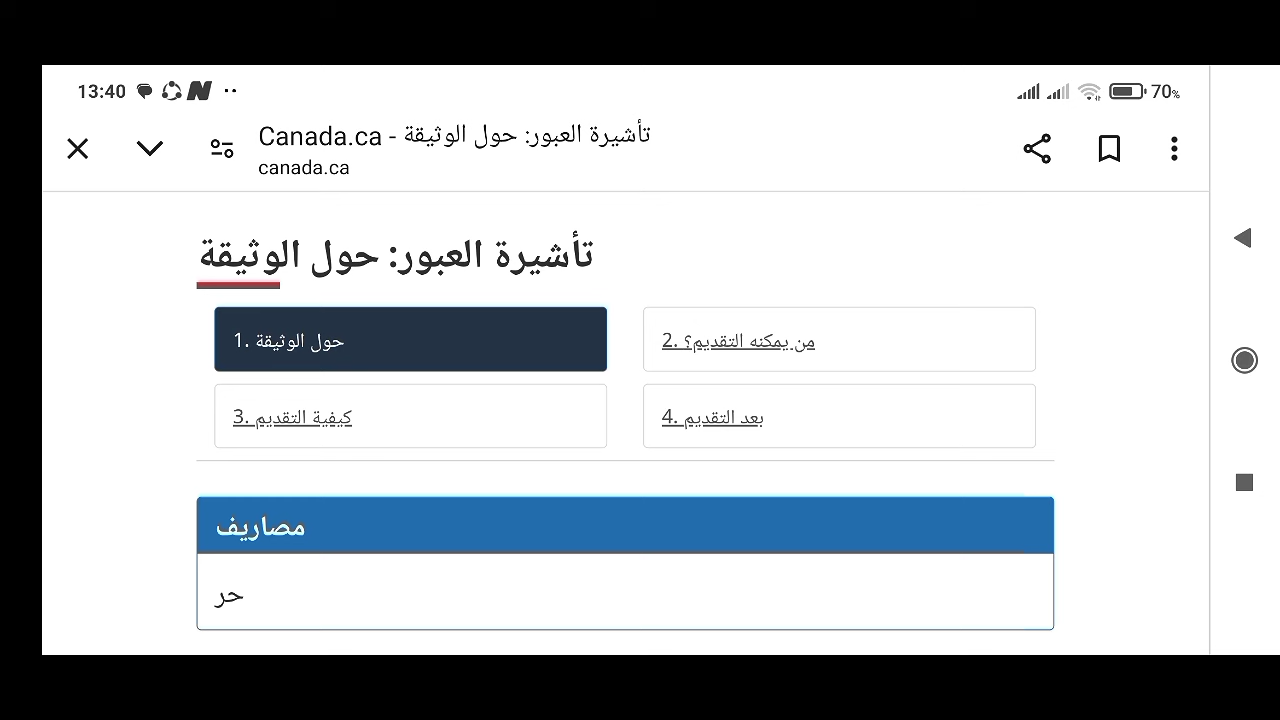 13:40
70%
Canada.ca - تأشيرة العبور: حول الوثيقة
canada.ca
تأشيرة العبور: حول الوثيقة
1. حول الوثيقة
2. من يمكنه التقديم؟
3. كيفية التقديم
4. بعد التقديم
مصاريف
حر